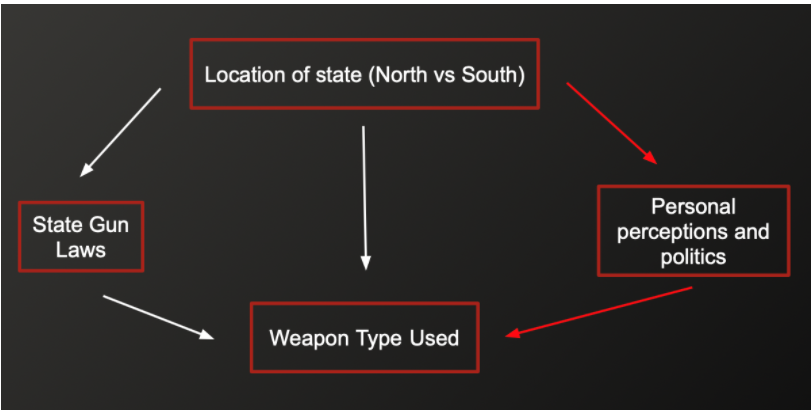 Location of state (North vs South)
State Gun
Laws
Personal
perceptions and
politics
Weapon Type Used